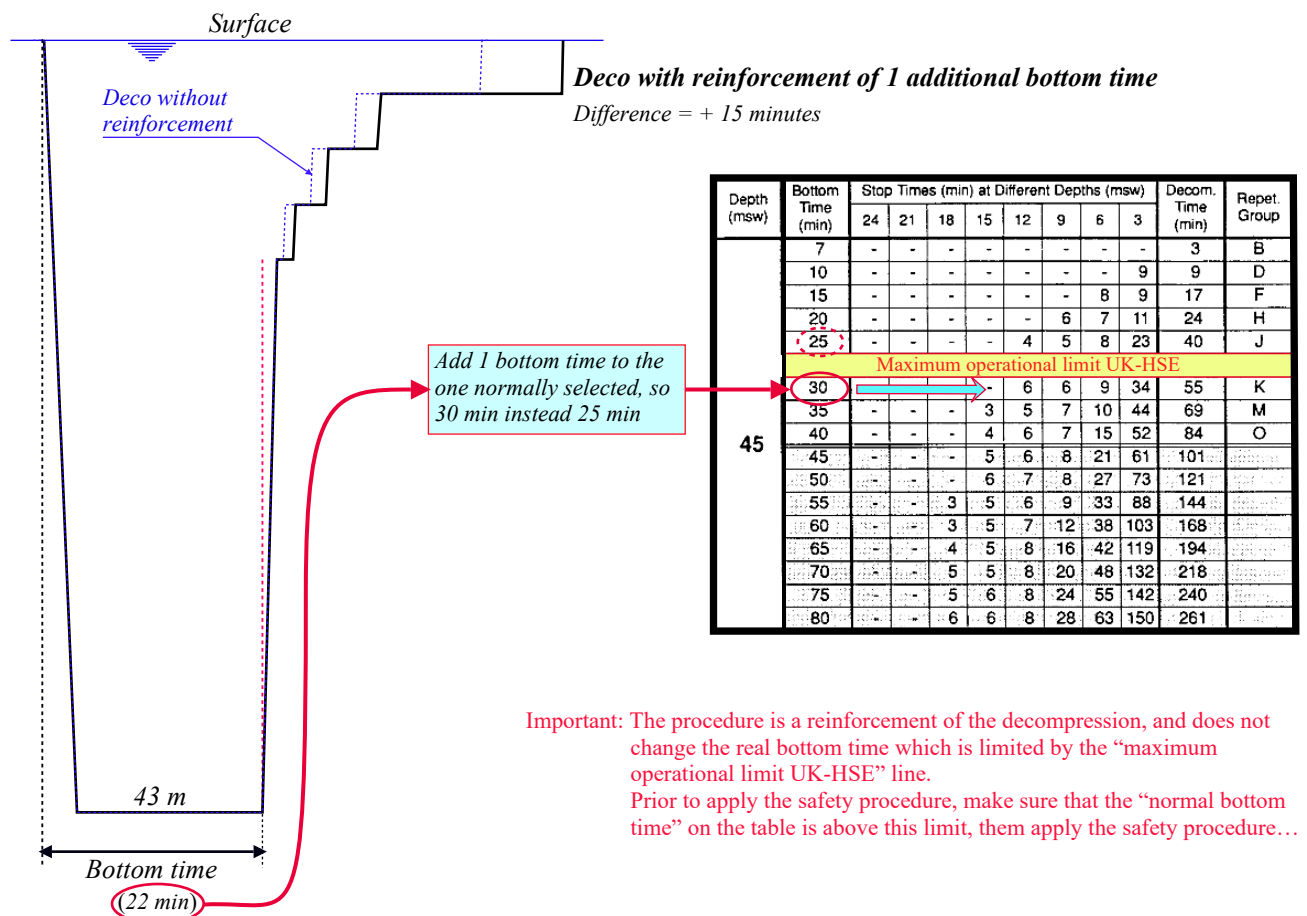 Surface
Deco with reinforcement of 1 additional bottom time
Difference = + 15 minutes
Deco without
reinforcement
Depth (msw) Bottom Time (min) Stop Times (min) at Different Depths (msw) Decom. Time (min) Repet. Group
24 21 18 15 12 9 6 3
45
7 - - - - - - - - 3 B
10 - - - - - - - 9 9 D
15 - - - - - - 8 9 17 F
20 - - - - - 6 7 11 24 H
25 - - - - 4 5 8 23 40 J
Maximum operational limit UK-HSE
30 - 6 6 9 34 55 K
35 - - - 3 5 7 10 44 69 M
40 - - - 4 6 7 15 52 84 O
45 - - - 5 6 8 21 61 101
50 - - - 6 7 8 27 73 121
55 - - 3 5 6 9 33 88 144
60 - - 3 5 7 12 38 103 168
65 - - 4 5 8 16 42 119 194
70 - - 5 5 8 20 48 132 218
75 - - 5 6 8 24 55 142 240
80 - - 6 6 8 28 63 150 261
Add 1 bottom time to the
one normally selected, so
30 min instead 25 min
Important: The procedure is a reinforcement of the decompression, and does not
change the real bottom time which is limited by the “maximum
operational limit UK-HSE” line.
Prior to apply the safety procedure, make sure that the “normal bottom
time” on the table is above this limit, them apply the safety procedure…
43 m
Bottom time
(22 min)